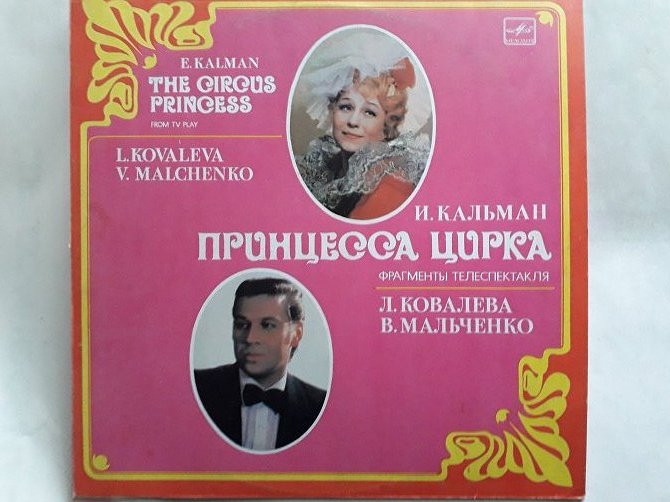 E. KALMAN
THE CIRCUS
PRINCESS
FROM TV PLAY
L. KOVALEVA
V. MALCHENKO
И. КАЛЬМАН
ПРИНЦЕССА ЦИРКА
ФРАГМЕНТЫ ТЕЛЕСПЕКТАКЛЯ
Л. КОВАЛЕВА
В. МАЛЬЧЕНКО